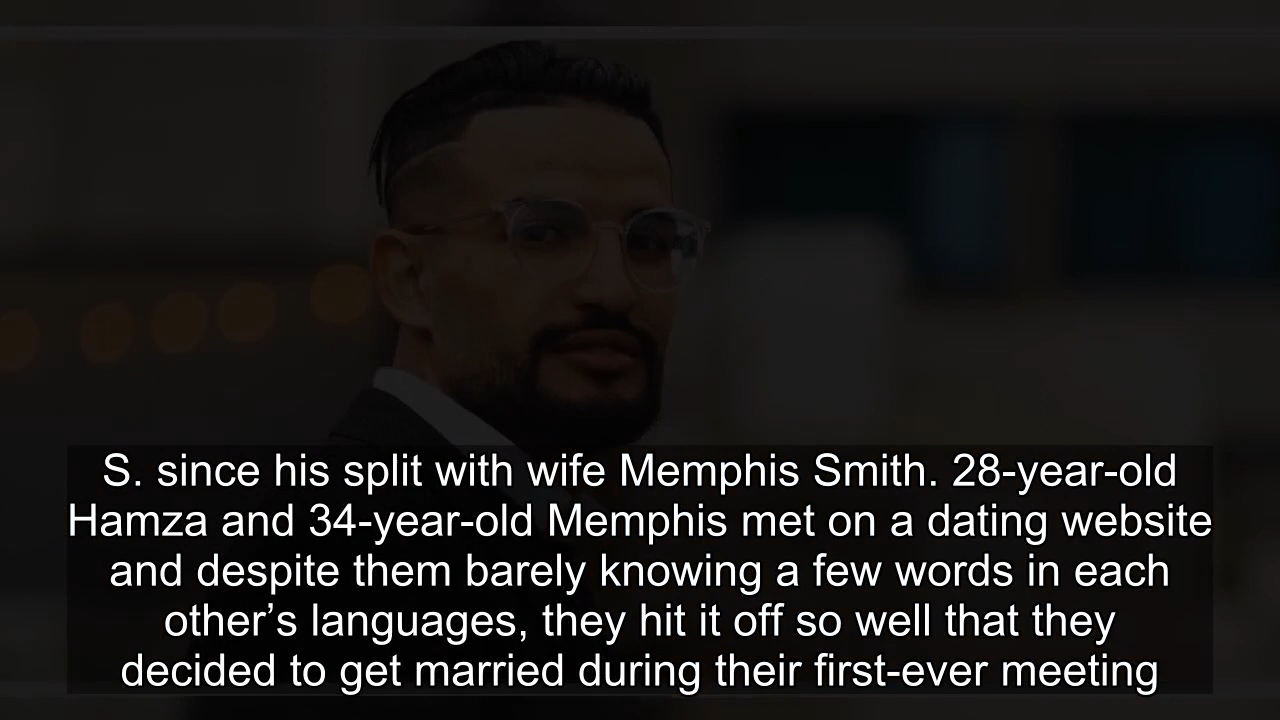 S. since his split with wife Memphis Smith. 28-year-old
Hamza and 34-year-old Memphis met on a dating website
and despite them barely knowing a few words in each
other’s languages, they hit it off so well that they
decided to get married during their first-ever meeting